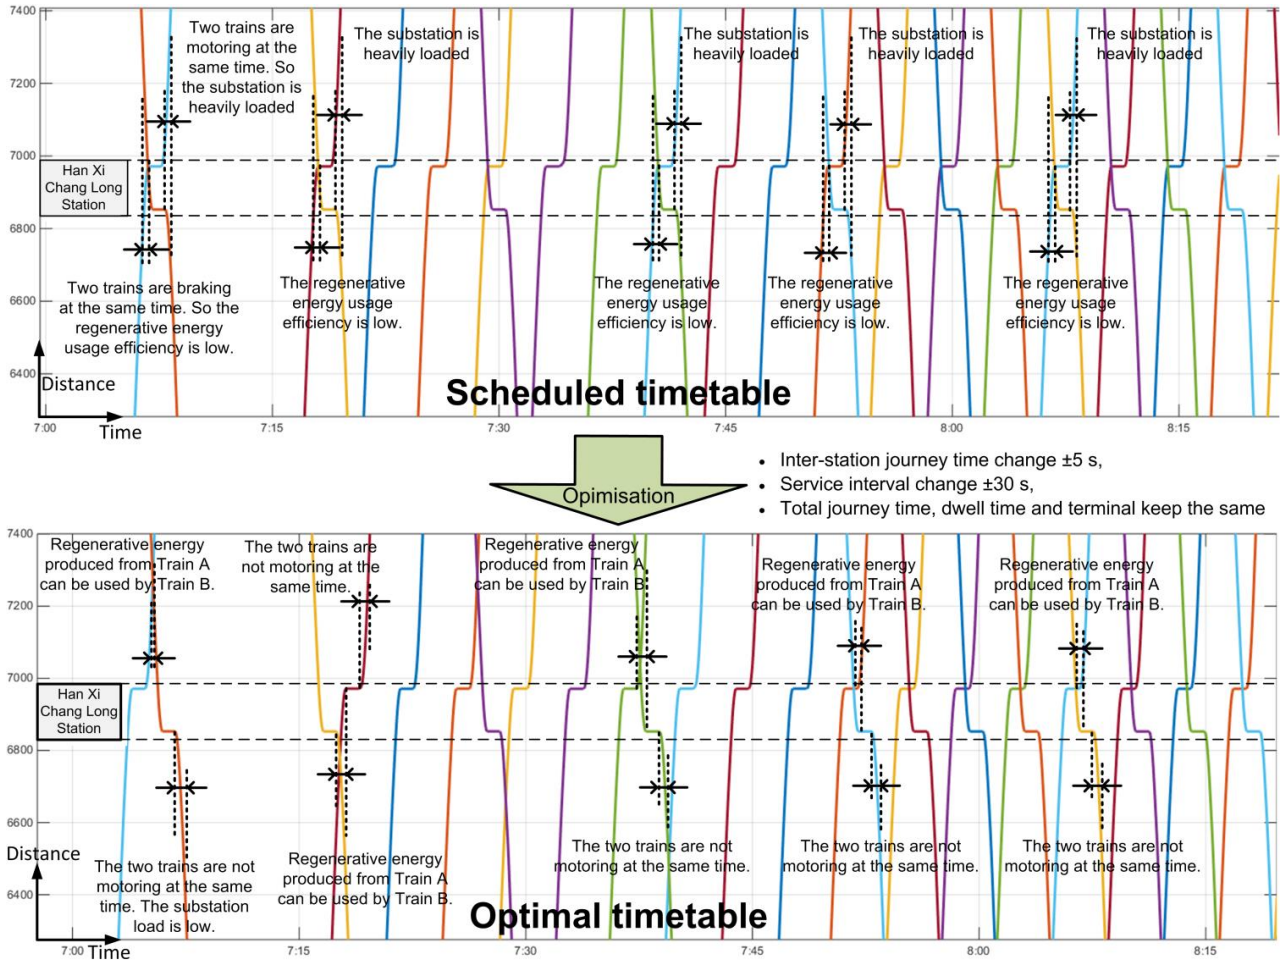 7400
7200
7000
6800
6600
6400
Two trains are
motoring at the
same time. So
the substation is
heavily loaded
The substation is
heavily loaded
The substation is
heavily loaded
The substation is
heavily loaded
The substation is
heavily loaded
Han Xi
Chang Long
Station
Two trains are braking
at the same time. So the
regenerative energy
usage efficiency is low.
The regenerative
energy usage
efficiency is low.
The regenerative
energy usage
efficiency is low.
The regenerative
energy usage
efficiency is low.
The regenerative
energy usage
efficiency is low.
Distance
Scheduled timetable
7:00
7:15
7:30
7:45
8:00
8:15
Time
Opimisation
• Inter-station journey time change ±5 s,
• Service interval change ±30 s,
• Total journey time, dwell time and terminal keep the same
7400
7200
7000
6800
6600
6400
Regenerative energy
produced from Train A
can be used by Train B.
The two trains are
not motoring at the
same time.
Regenerative energy
produced from Train A
can be used by Train B.
Regenerative energy
produced from Train A
can be used by Train B.
Regenerative energy
produced from Train A
can be used by Train B.
Han Xi
Chang Long
Station
The two trains are not
motoring at the same
time. The substation
load is low.
Regenerative energy
produced from Train A
can be used by Train B.
The two trains are not
motoring at the same time.
The two trains are not
motoring at the same time.
The two trains are not
motoring at the same time.
Distance
Optimal timetable
7:00
7:15
7:30
7:45
8:00
8:15
Time